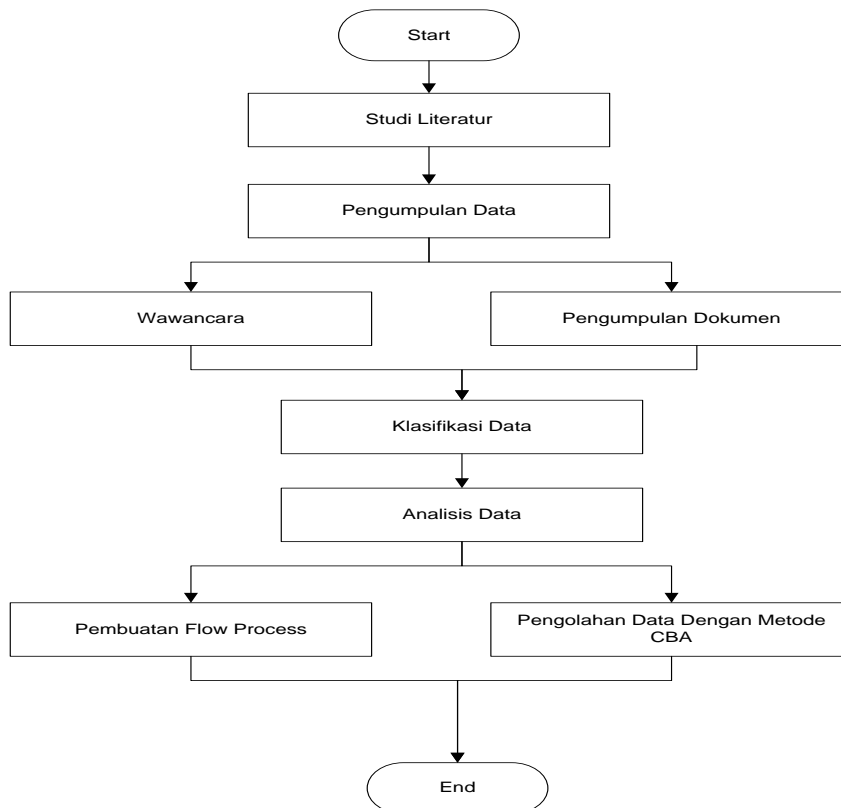 Start
Studi Literatur
Pengumpulan Data
Wawancara
Pengumpulan Dokumen
Klasifikasi Data
Analisis Data
Pembuatan Flow Process
Pengolahan Data Dengan Metode
CBA
End